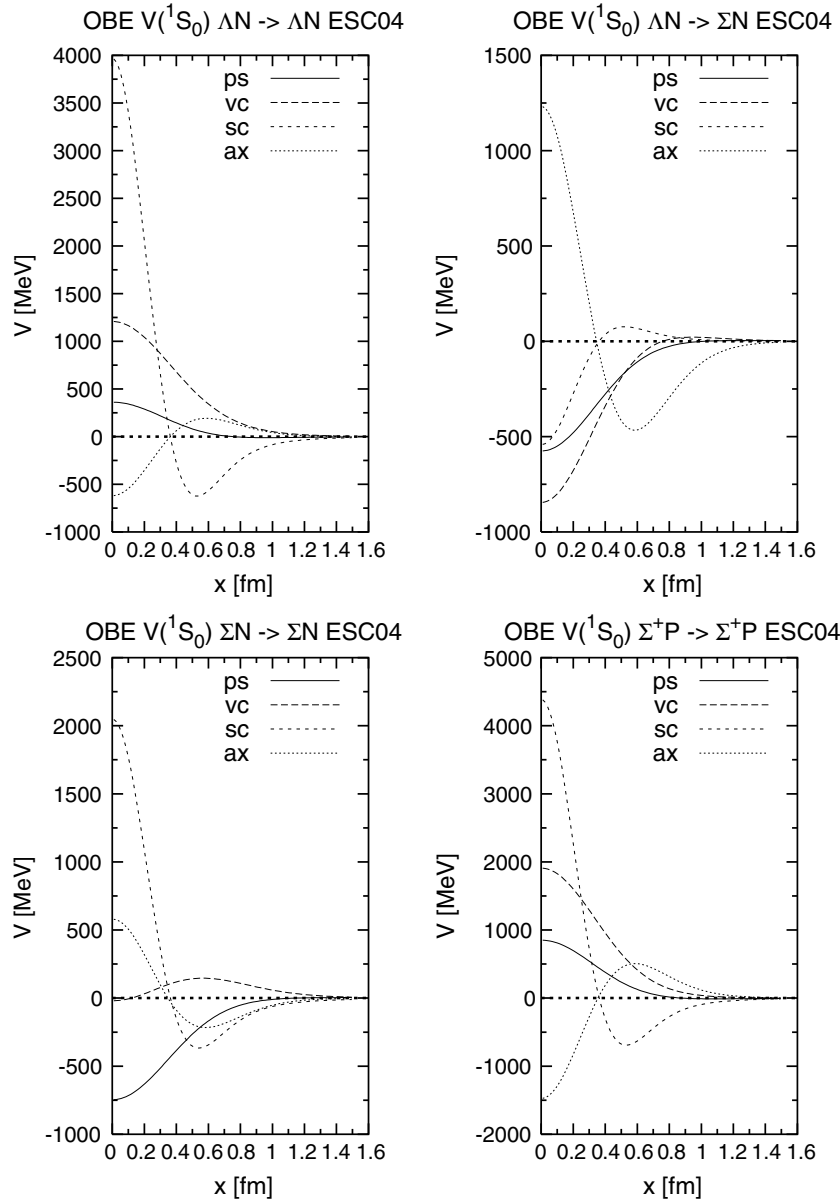 OBE V(¹S₀) ΛN -> ΛN ESC04
ps
vc
sc
ax
4000
3500
3000
2500
2000
1500
1000
500
0
-500
-1000
V [MeV]
0 0.2 0.4 0.6 0.8 1 1.2 1.4 1.6
x [fm]
OBE V(¹S₀) ΛN -> ΣN ESC04
ps
vc
sc
ax
1500
1000
500
0
-500
-1000
V [MeV]
0 0.2 0.4 0.6 0.8 1 1.2 1.4 1.6
x [fm]
OBE V(¹S₀) ΣN -> ΣN ESC04
ps
vc
sc
ax
2500
2000
1500
1000
500
0
-500
-1000
V [MeV]
0 0.2 0.4 0.6 0.8 1 1.2 1.4 1.6
x [fm]
OBE V(¹S₀) Σ⁺P -> Σ⁺P ESC04
ps
vc
sc
ax
5000
4000
3000
2000
1000
0
-1000
-2000
V [MeV]
0 0.2 0.4 0.6 0.8 1 1.2 1.4 1.6
x [fm]